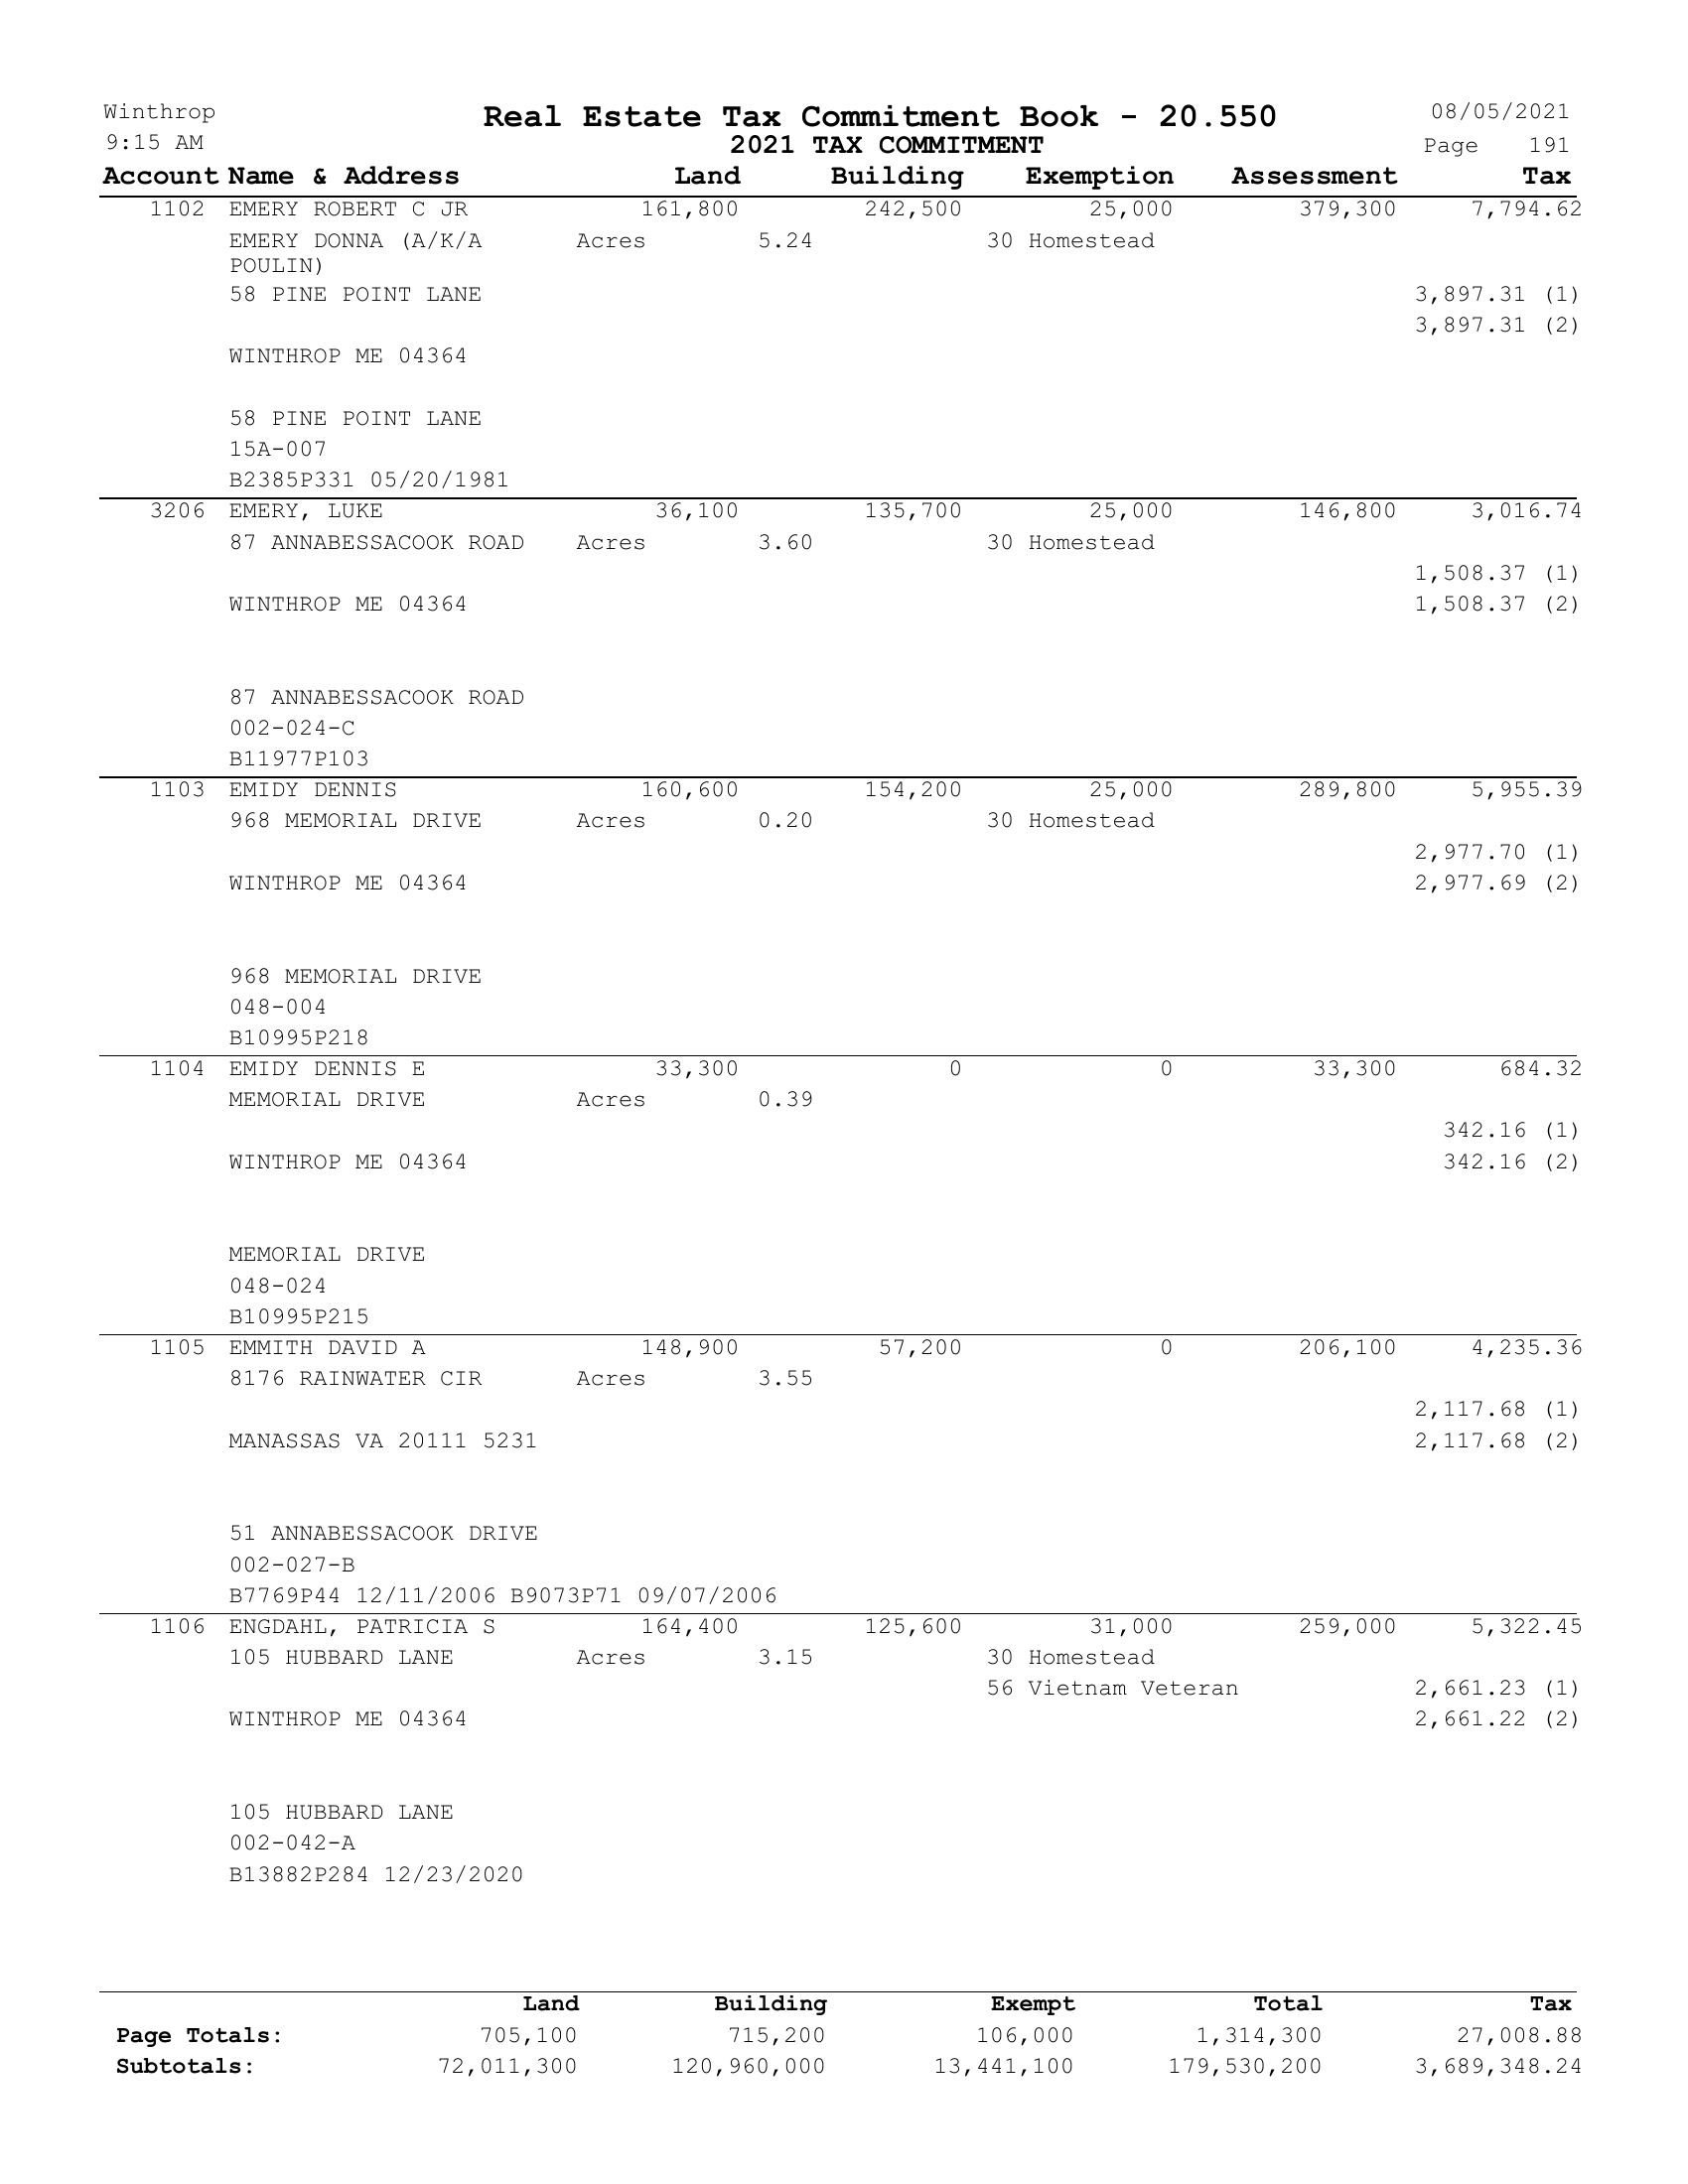 Winthrop Real Estate Tax Commitment Book - 20.550 08/05/2021
9:15 AM 2021 TAX COMMITMENT Page 191
Account Name & Address Land Building Exemption Assessment Tax
1102 EMERY ROBERT C JR 161,800 242,500 25,000 379,300 7,794.62
EMERY DONNA (A/K/A Acres 5.24 30 Homestead
POULIN)
58 PINE POINT LANE 3,897.31 (1)
3,897.31 (2)
WINTHROP ME 04364
58 PINE POINT LANE
15A-007
B2385P331 05/20/1981
3206 EMERY, LUKE 36,100 135,700 25,000 146,800 3,016.74
87 ANNABESSACOOK ROAD Acres 3.60 30 Homestead
1,508.37 (1)
WINTHROP ME 04364 1,508.37 (2)
87 ANNABESSACOOK ROAD
002-024-C
B11977P103
1103 EMIDY DENNIS 160,600 154,200 25,000 289,800 5,955.39
968 MEMORIAL DRIVE Acres 0.20 30 Homestead
2,977.70 (1)
WINTHROP ME 04364 2,977.69 (2)
968 MEMORIAL DRIVE
048-004
B10995P218
1104 EMIDY DENNIS E 33,300 0 0 33,300 684.32
MEMORIAL DRIVE Acres 0.39
342.16 (1)
WINTHROP ME 04364 342.16 (2)
MEMORIAL DRIVE
048-024
B10995P215
1105 EMMITH DAVID A 148,900 57,200 0 206,100 4,235.36
8176 RAINWATER CIR Acres 3.55
2,117.68 (1)
MANASSAS VA 20111 5231 2,117.68 (2)
51 ANNABESSACOOK DRIVE
002-027-B
B7769P44 12/11/2006 B9073P71 09/07/2006
1106 ENGDAHL, PATRICIA S 164,400 125,600 31,000 259,000 5,322.45
105 HUBBARD LANE Acres 3.15 30 Homestead
56 Vietnam Veteran 2,661.23 (1)
WINTHROP ME 04364 2,661.22 (2)
105 HUBBARD LANE
002-042-A
B13882P284 12/23/2020
Land Building Exempt Total Tax
Page Totals: 705,100 715,200 106,000 1,314,300 27,008.88
Subtotals: 72,011,300 120,960,000 13,441,100 179,530,200 3,689,348.24